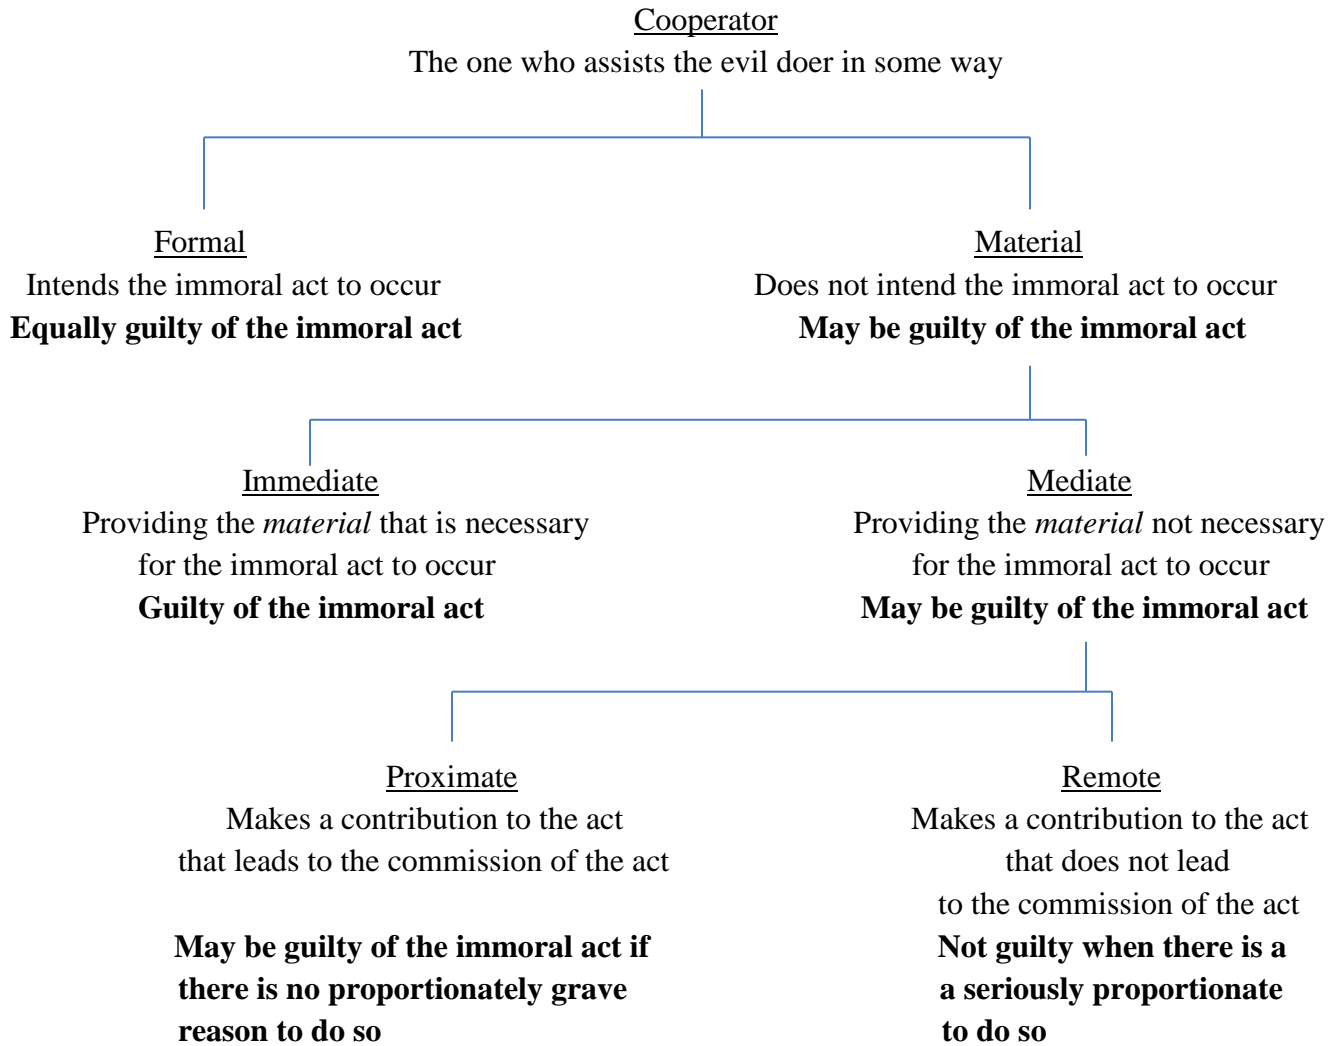 Cooperator
The one who assists the evil doer in some way
Formal
Intends the immoral act to occur
Equally guilty of the immoral act
Material
Does not intend the immoral act to occur
May be guilty of the immoral act
Immediate
Providing the material that is necessary
for the immoral act to occur
Guilty of the immoral act
Mediate
Providing the material not necessary
for the immoral act to occur
May be guilty of the immoral act
Proximate
Makes a contribution to the act
that leads to the commission of the act
May be guilty of the immoral act if
there is no proportionately grave
reason to do so
Remote
Makes a contribution to the act
that does not lead
to the commission of the act
Not guilty when there is a
a seriously proportionate
to do so